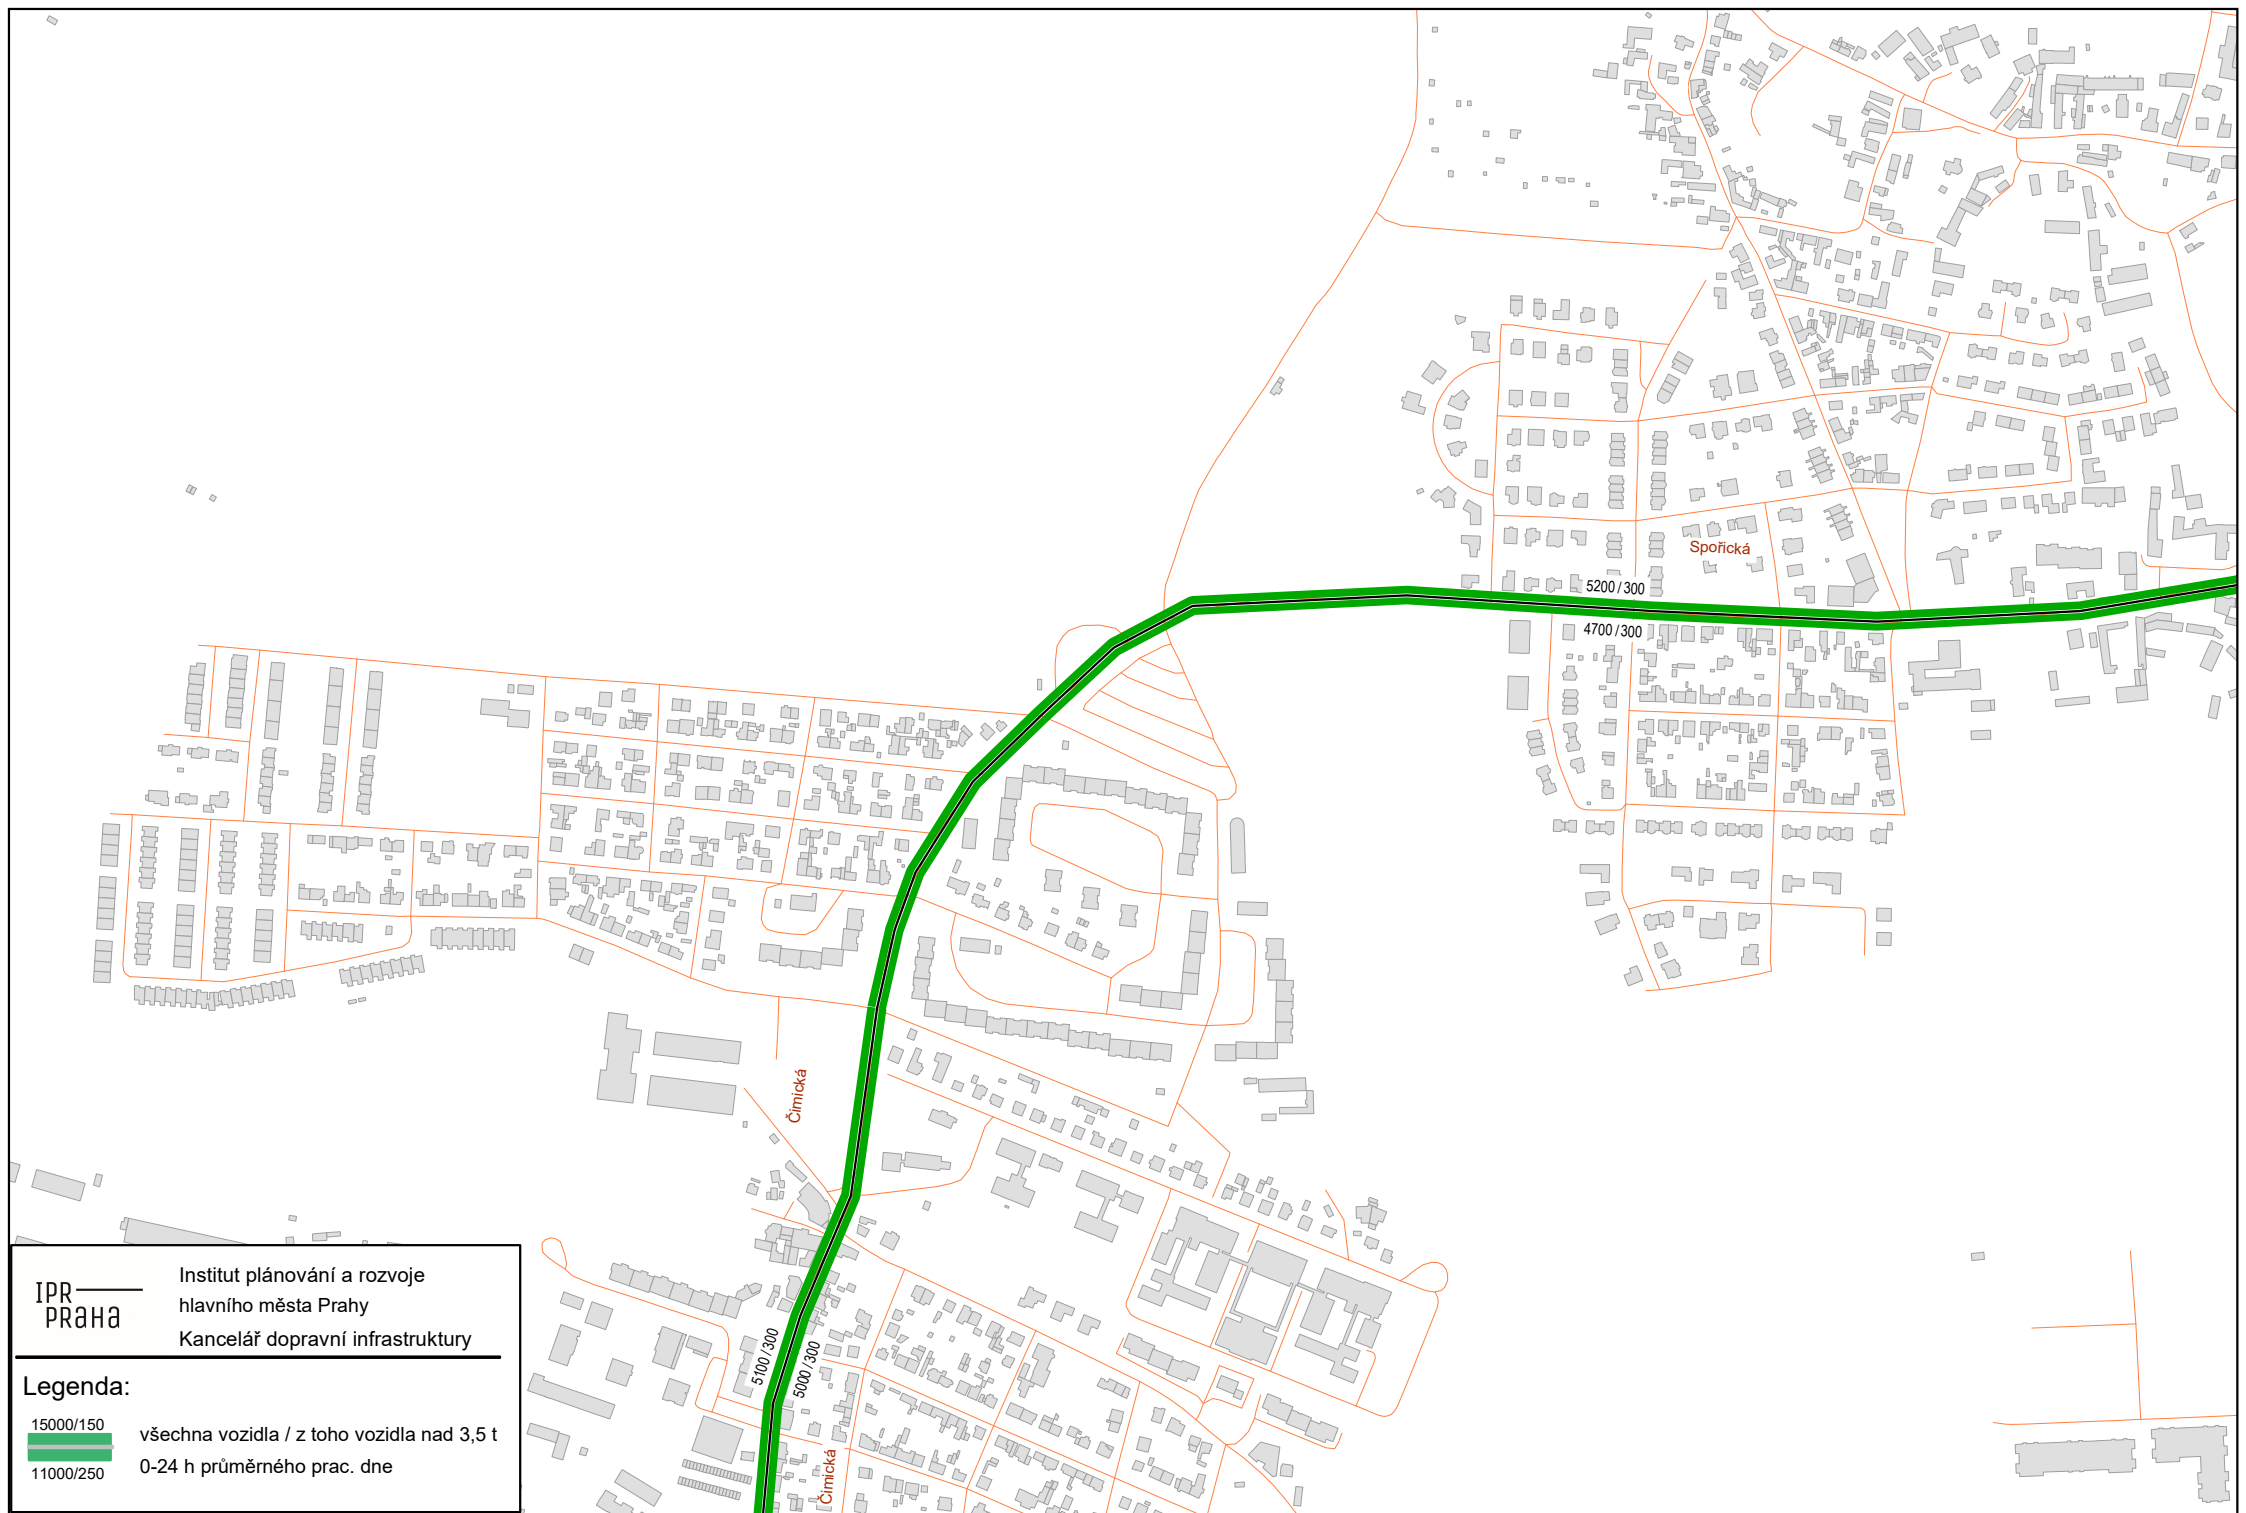 Spořická
5200 / 300
4700 / 300
Čimická
5100 / 300
5000 / 300
Čimická
IPR
PRAHA
Institut plánování a rozvoje
hlavního města Prahy
Kancelář dopravní infrastruktury
Legenda:
15000/150
11000/250
všechna vozidla / z toho vozidla nad 3,5 t
0-24 h průměrného prac. dne